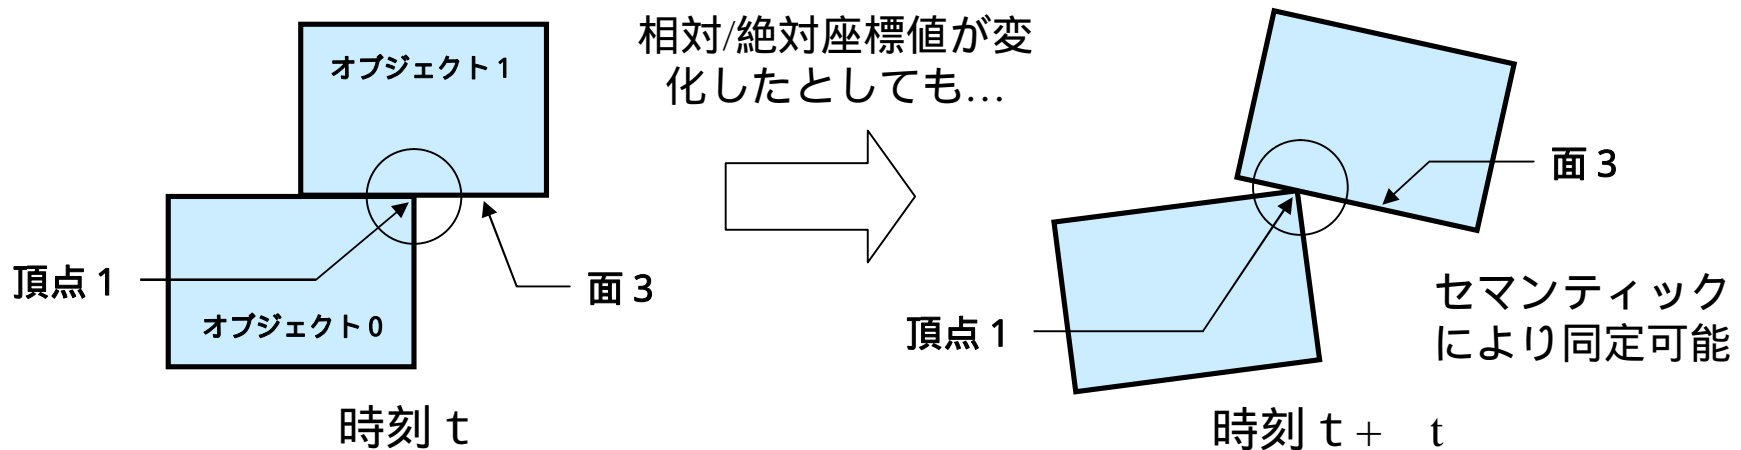 オブジェクト1
頂点1
面3
オブジェクト0
時刻 t
相対/絶対座標値が変
化したとしても…
面3
頂点1
セマンティック
により同定可能
時刻 t + t